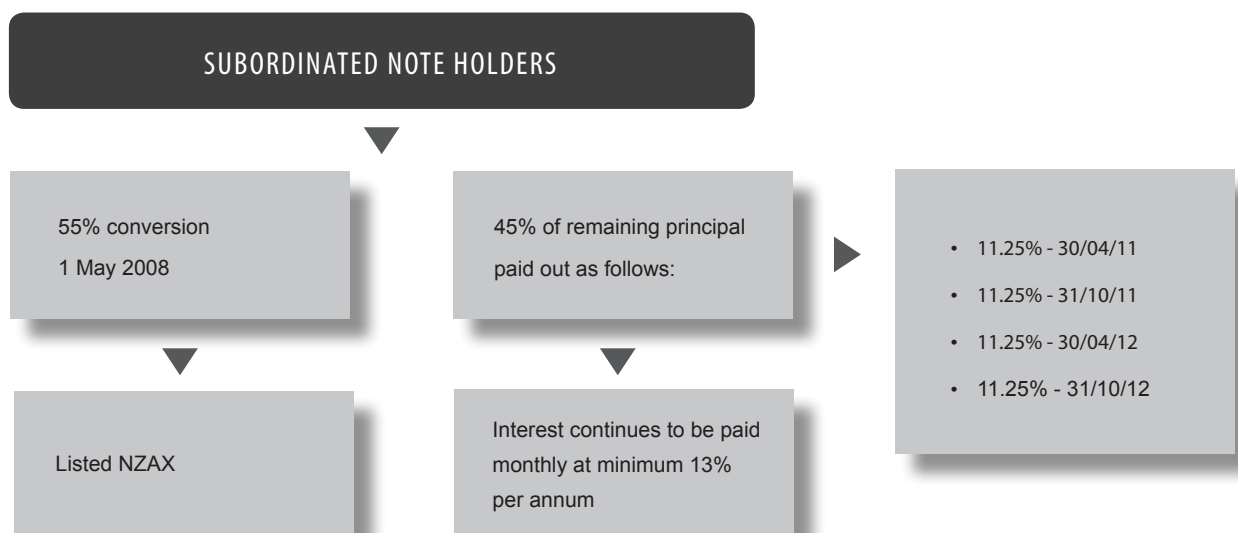 SUBORDINATED NOTE HOLDERS
55% conversion
1 May 2008
45% of remaining principal
paid out as follows:
• 11.25% - 30/04/11
• 11.25% - 31/10/11
• 11.25% - 30/04/12
• 11.25% - 31/10/12
Listed NZAX
Interest continues to be paid
monthly at minimum 13%
per annum